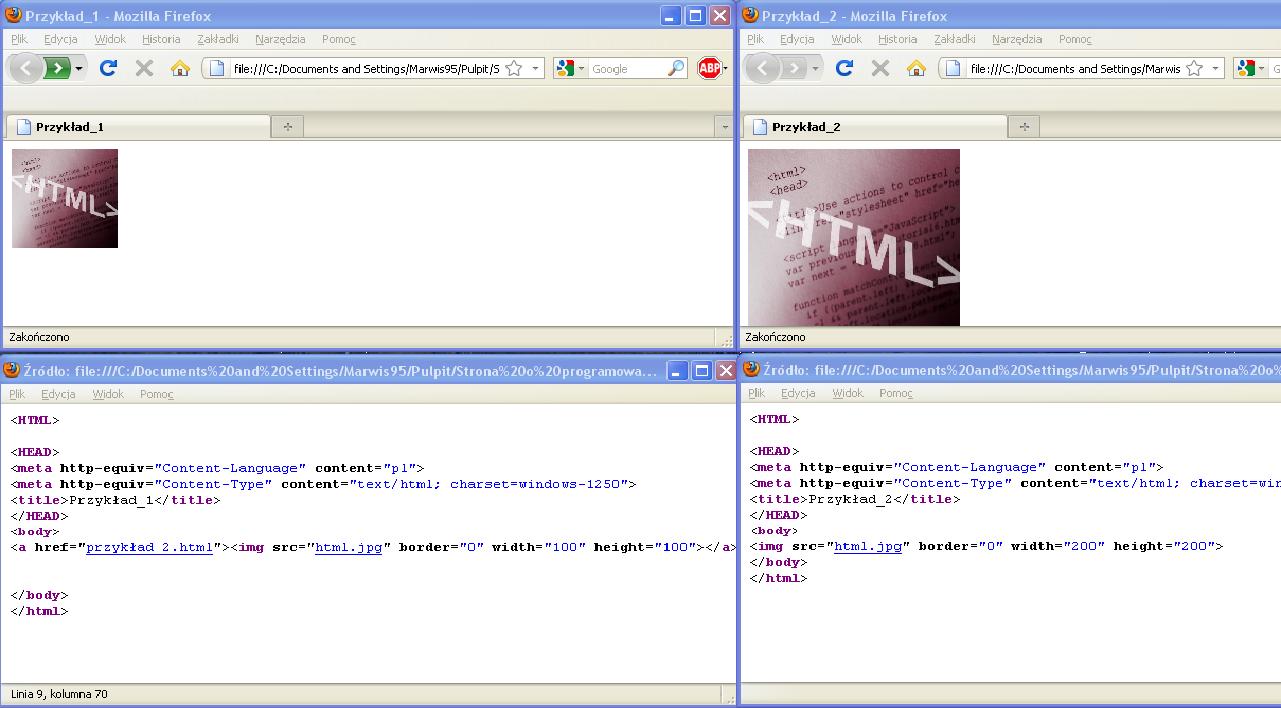 Przykład_1 - Mozilla Firefox
Plik Edycja Widok Historia Zakładki Narzędzia Pomoc
file:///C:/Documents and Settings/Marwis95/Pulpit/S
Google
ABP
Przykład_1
<html>
<head>
<HTML>
Zakończono
Przykład_2 - Mozilla Firefox
Plik Edycja Widok Historia Zakładki Narzędzia Pomoc
file:///C:/Documents and Settings/Marwis
G
Przykład_2
<html>
<head>
Use actions to control
"stylesheet" href="he
<HTML>
<script language="JavaScript">
var previous
var next = "
function matchCon
if ((parent.left)
Zakończono
Źródło: file:///C:/Documents%20and%20Settings/Marwis95/Pulpit/Strona%20o%20programowa...
Plik Edycja Widok Pomoc
<HTML>
<HEAD>
<meta http-equiv="Content-Language" content="pl">
<meta http-equiv="Content-Type" content="text/html; charset=windows-1250">
<title>Przykład_1</title>
</HEAD>
<body>
<a href="przykład 2.html"><img src="html.jpg" border="0" width="100" height="100"></a>
</body>
</html>
Linia 9, kolumna 70
Źródło: file:///C:/Documents%20and%20Settings/Marwis95/Pulpit/Strona%20o%
Plik Edycja Widok Pomoc
<HTML>
<HEAD>
<meta http-equiv="Content-Language" content="pl">
<meta http-equiv="Content-Type" content="text/html; charset=win
<title>Przykład_2</title>
</HEAD>
<body>
<img src="html.jpg" border="0" width="200" height="200">
</body>
</html>